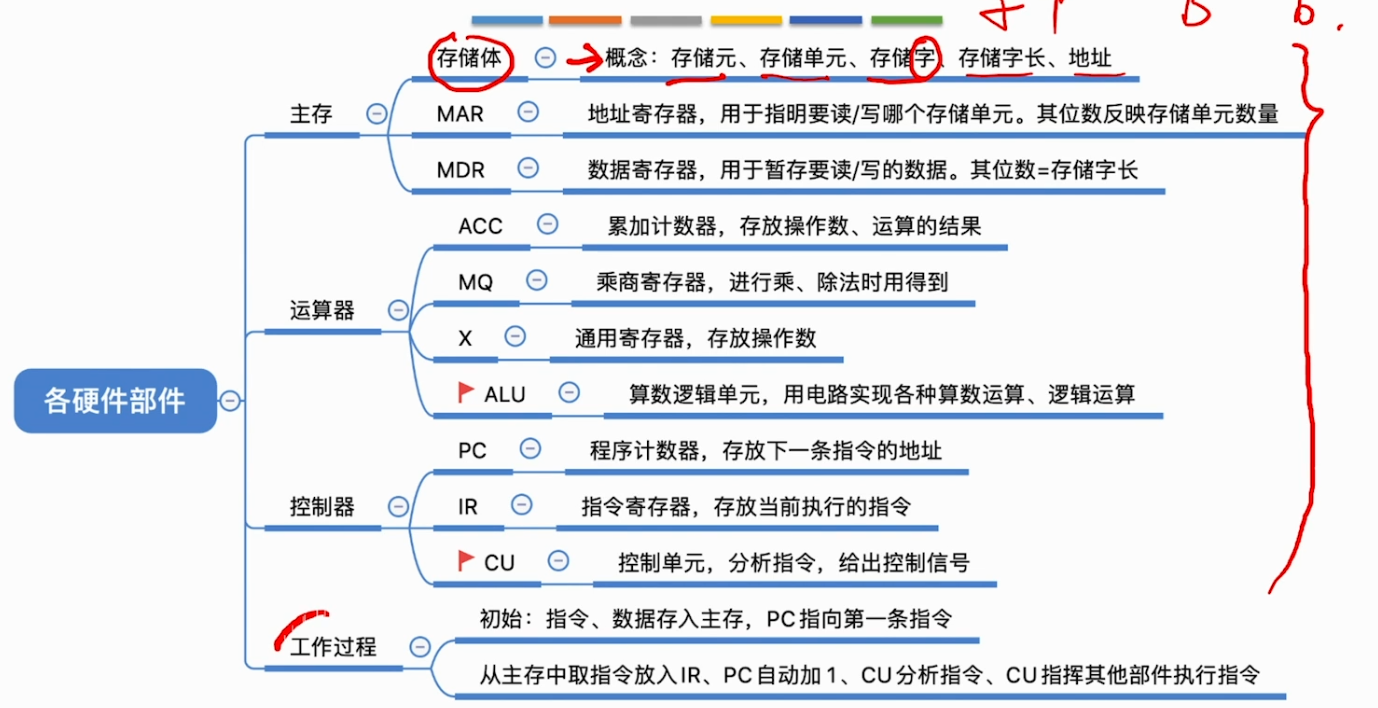 存储体
概念：存储元、存储单元、存储字、存储字长、地址
主存
MAR
地址寄存器，用于指明要读/写哪个存储单元。其位数反映存储单元数量
MDR
数据寄存器，用于暂存要读/写的数据。其位数=存储字长
ACC
累加计数器，存放操作数、运算的结果
MQ
乘商寄存器，进行乘、除法时用得到
运算器
X
通用寄存器，存放操作数
ALU
算数逻辑单元，用电路实现各种算数运算、逻辑运算
各硬件部件
PC
程序计数器，存放下一条指令的地址
控制器
IR
指令寄存器，存放当前执行的指令
CU
控制单元，分析指令，给出控制信号
工作过程
初始：指令、数据存入主存，PC指向第一条指令
从主存中取指令放入IR、PC自动加1、CU分析指令、CU指挥其他部件执行指令